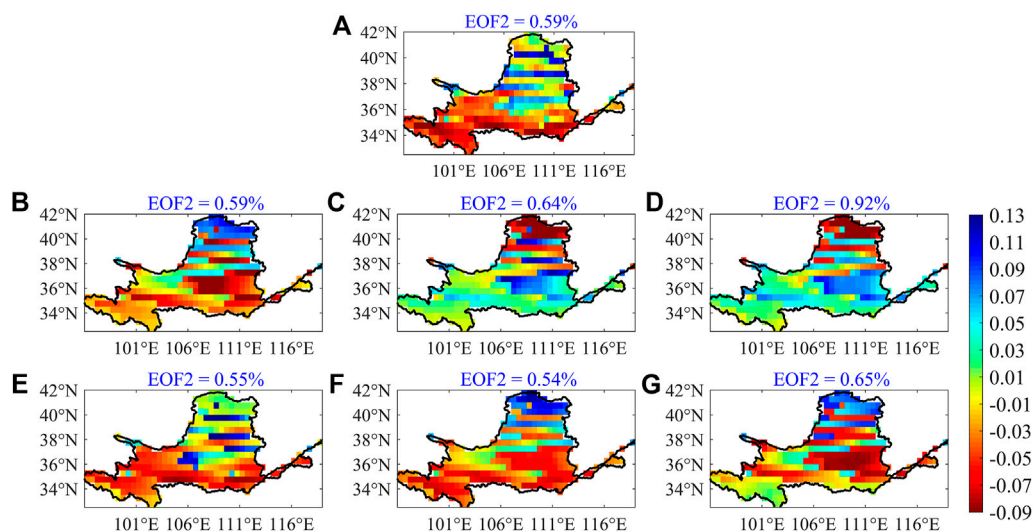 A
EOF2 = 0.59%
42°N
40°N
38°N
36°N
34°N
101°E 106°E 111°E 116°E
B
EOF2 = 0.59%
42°N
40°N
38°N
36°N
34°N
101°E 106°E 111°E 116°E
C
EOF2 = 0.64%
42°N
40°N
38°N
36°N
34°N
101°E 106°E 111°E 116°E
D
EOF2 = 0.92%
42°N
40°N
38°N
36°N
34°N
101°E 106°E 111°E 116°E
E
EOF2 = 0.55%
42°N
40°N
38°N
36°N
34°N
101°E 106°E 111°E 116°E
F
EOF2 = 0.54%
42°N
40°N
38°N
36°N
34°N
101°E 106°E 111°E 116°E
G
EOF2 = 0.65%
42°N
40°N
38°N
36°N
34°N
101°E 106°E 111°E 116°E
0.13
0.11
0.09
0.07
0.05
0.03
0.01
-0.01
-0.03
-0.05
-0.07
-0.09